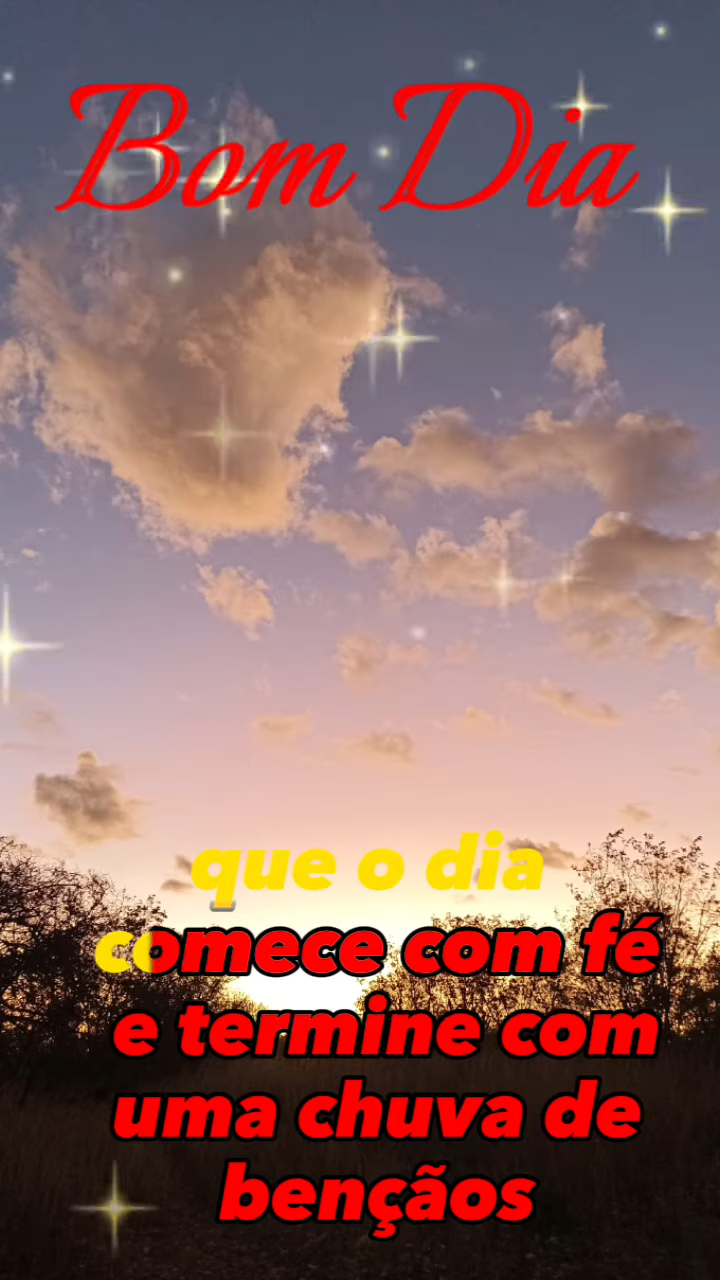 Bom Dia
que o dia
comece com fé
e termine com
uma chuva de
bençãos